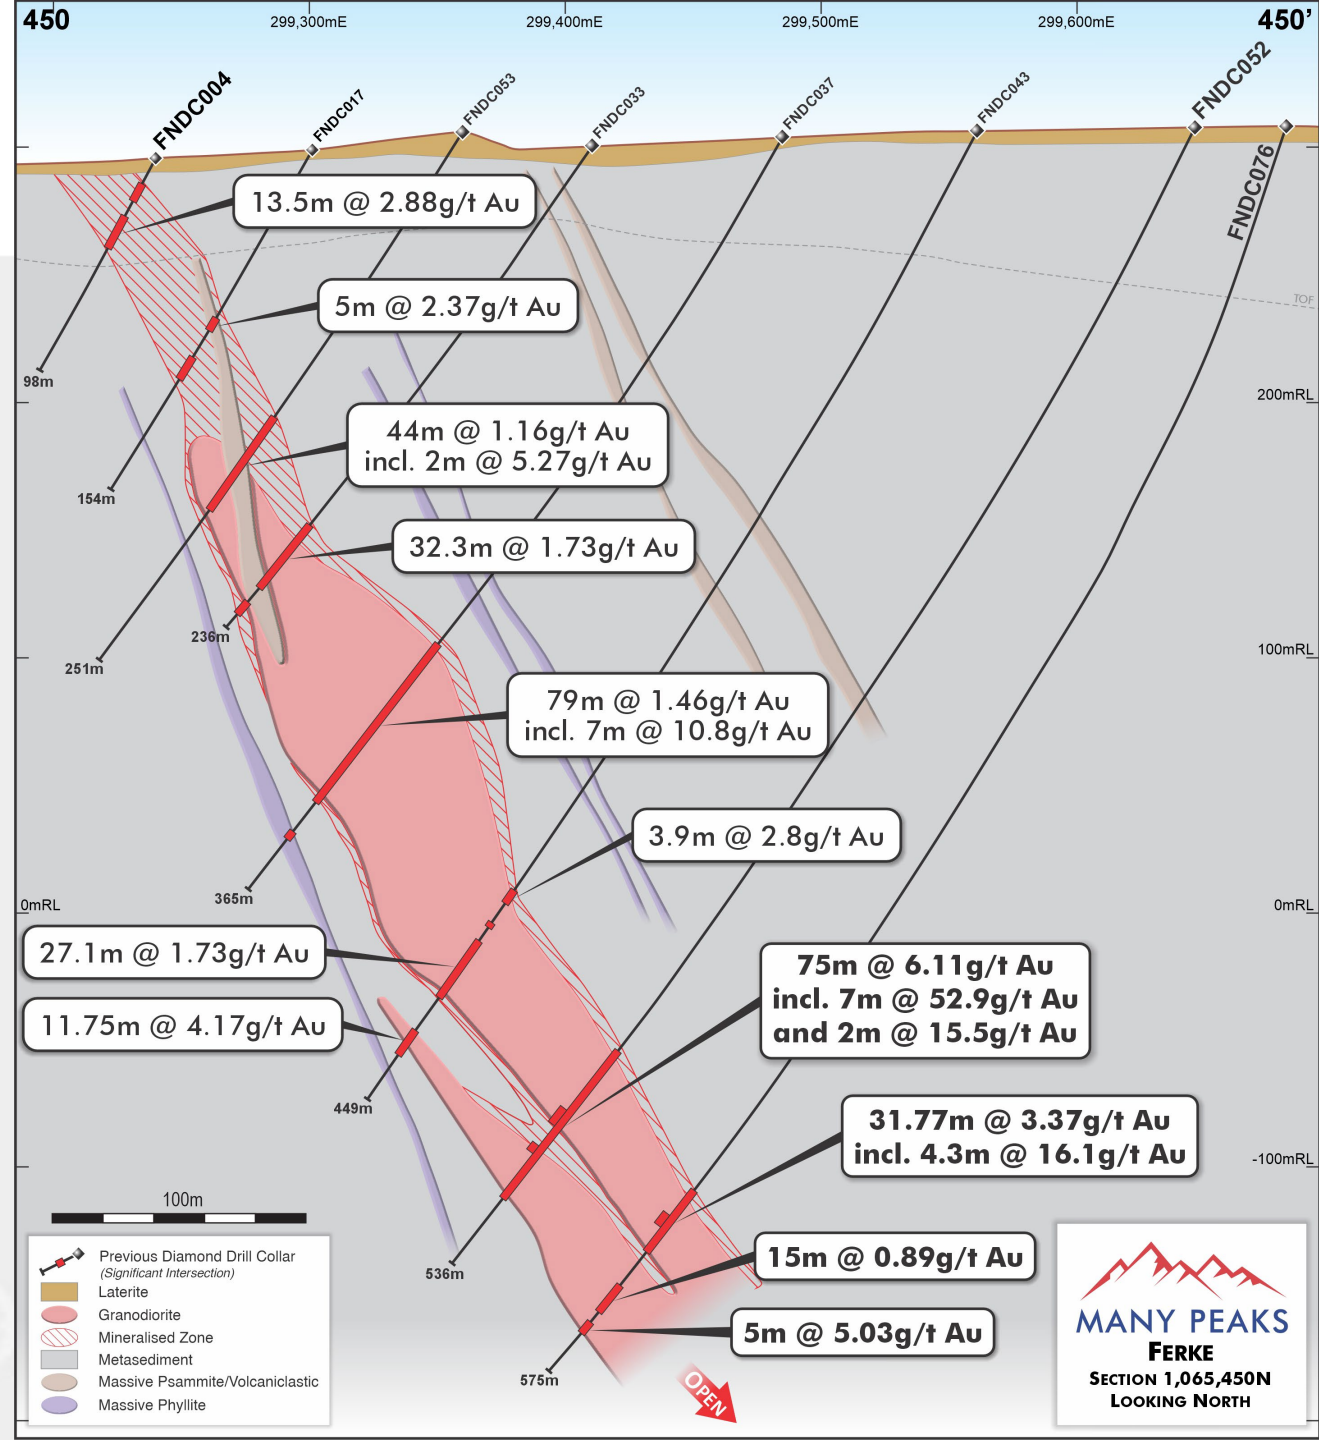 450
299,300mE
299,400mE
299,500mE
299,600mE
450’
FNDC004
FNDC017
FNDC053
FNDC033
FNDC037
FNDC043
FNDC052
FNDC076
13.5m @ 2.88g/t Au
5m @ 2.37g/t Au
TOF
98m
200mRL
44m @ 1.16g/t Au
incl. 2m @ 5.27g/t Au
154m
32.3m @ 1.73g/t Au
236m
251m
100mRL
79m @ 1.46g/t Au
incl. 7m @ 10.8g/t Au
3.9m @ 2.8g/t Au
365m
0mRL
0mRL
27.1m @ 1.73g/t Au
75m @ 6.11g/t Au
incl. 7m @ 52.9g/t Au
and 2m @ 15.5g/t Au
11.75m @ 4.17g/t Au
449m
31.77m @ 3.37g/t Au
incl. 4.3m @ 16.1g/t Au
-100mRL
100m
15m @ 0.89g/t Au
536m
5m @ 5.03g/t Au
575m
OPEN
Previous Diamond Drill Collar
(Significant Intersection)
Laterite
Granodiorite
Mineralised Zone
Metasediment
Massive Psammite/Volcaniclastic
Massive Phyllite
MANY PEAKS
FERKE
SECTION 1,065,450N
LOOKING NORTH